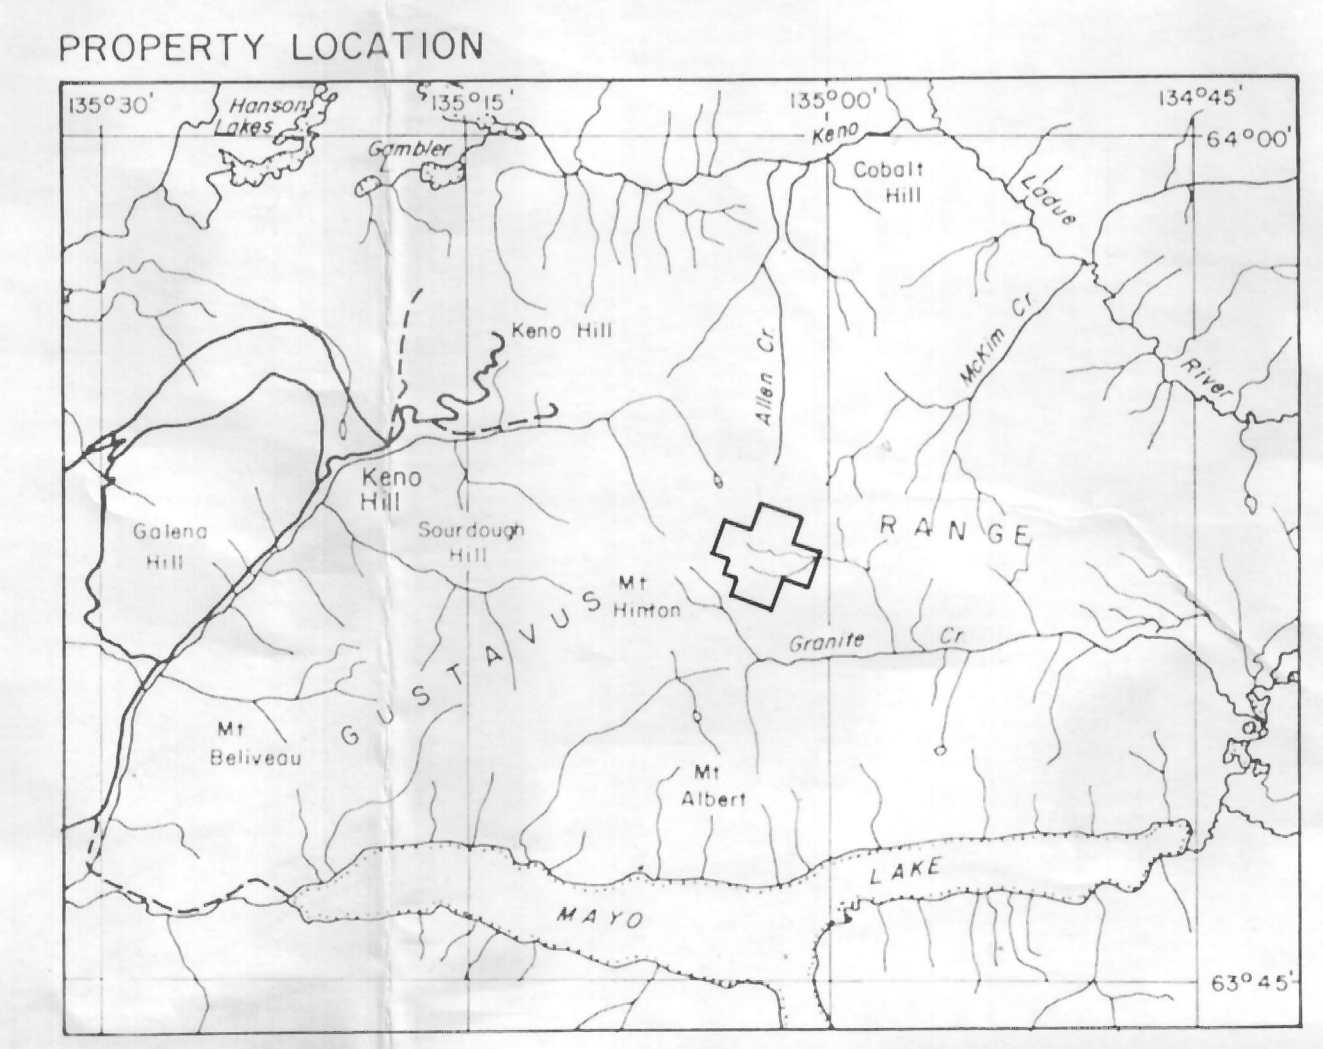 PROPERTY LOCATION
135°30'
Hanson
Lakes
135°15'
135°00'
134°45'
64°00'
Gambler
Keno
Cobalt
Hill
Ladue
River
Keno Hill
Allen Cr.
McKim Cr.
Keno
Hill
Galena
Hill
Sourdough
Hill
RANGE
Mt
Hinton
GUSTAVUS
Granite Cr.
Mt
Beliveau
Mt
Albert
MAYO LAKE
63°45'